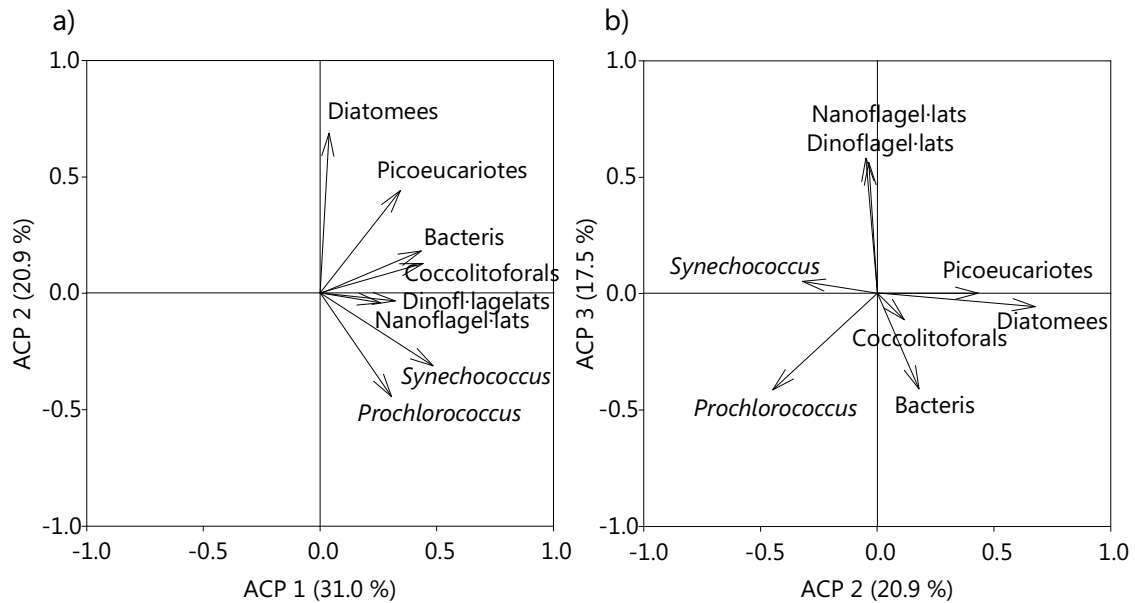 a)
1.0
0.5
0.0
-0.5
-1.0
-1.0
-0.5
0.0
0.5
1.0
ACP 2 (20.9 %)
ACP 1 (31.0 %)
Diatomees
Picoeucariotes
Bacteris
Coccolitoforals
Dinofl·lagelats
Nanoflagel·lats
Synechococcus
Prochlorococcus
b)
1.0
0.5
0.0
-0.5
-1.0
-1.0
-0.5
0.0
0.5
1.0
ACP 3 (17.5 %)
ACP 2 (20.9 %)
Nanoflagel·lats
Dinoflagel·lats
Synechococcus
Picoeucariotes
Diatomees
Coccolitoforals
Prochlorococcus
Bacteris